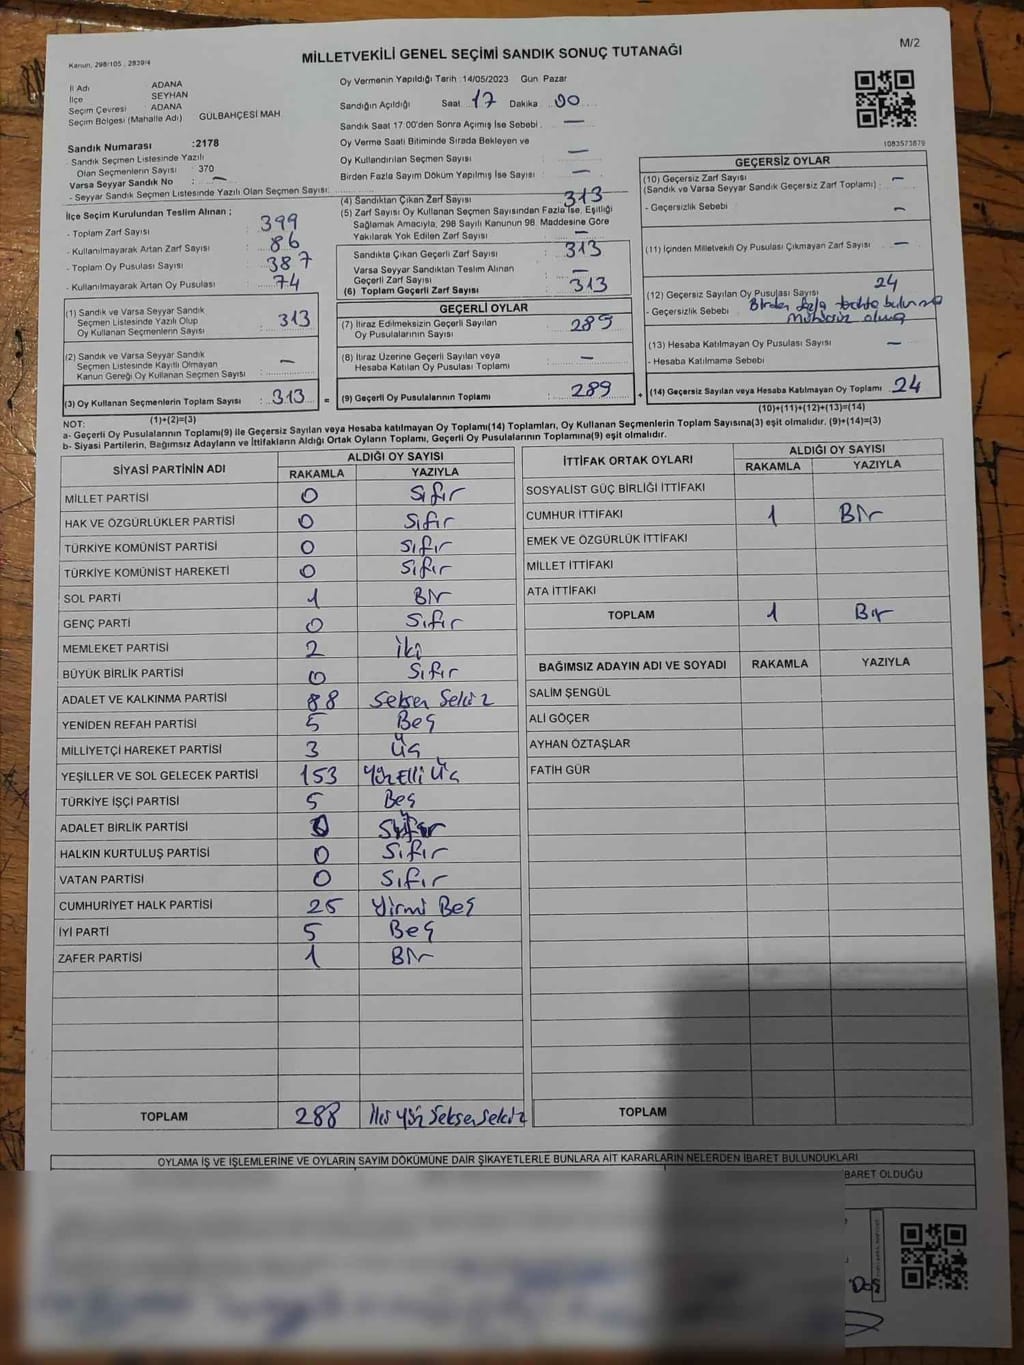 M/2
Kanun, 298/105, 2839/4
MİLLETVEKİLİ GENEL SEÇİMİ SANDIK SONUÇ TUTANAĞI
İl Adı ADANA
İlçe SEYHAN
Seçim Çevresi : ADANA
Seçim Bölgesi (Mahalle Adı) GÜLBAHÇESİ MAH.
Sandık Numarası :2178
- Sandık Seçmen Listesinde Yazılı
Olan Seçmenlerin Sayısı : 370
Varsa Seyyar Sandık No : —
- Seyyar Sandık Seçmen Listesinde Yazılı Olan Seçmen Sayısı:
Oy Vermenin Yapıldığı Tarih :14/05/2023 Gün Pazar
Sandığın Açıldığı Saat 17 Dakika 00
Sandık Saat 17:00'den Sonra Açımış İse Sebebi : —
Oy Verme Saati Bitiminde Sırada Bekleyen ve
Oy Kullandırılan Seçmen Sayısı —
Birden Fazla Sayım Döküm Yapılmış İse Sayısı : —
1083573879
İlçe Seçim Kurulundan Teslim Alınan ;
- Toplam Zarf Sayısı : 399
- Kullanılmayarak Artan Zarf Sayısı : 86
- Toplam Oy Pusulası Sayısı : 387
- Kullanılmayarak Artan Oy Pusulası Sayısı : 74
(1) Sandık ve Varsa Seyyar Sandık
Seçmen Listesinde Yazılı Olup
Oy Kullanan Seçmenlerin Sayısı : 313
(2) Sandık ve Varsa Seyyar Sandık
Seçmen Listesinde Kayıtlı Olmayan
Kanun Gereği Oy Kullanan Seçmen Sayısı : —
(3) Oy Kullanan Seçmenlerin Toplam Sayısı : 313 =
(1)+(2)=(3)
(4) Sandıktan Çıkan Zarf Sayısı : 313
(5) Zarf Sayısı Oy Kullanan Seçmen Sayısından Fazla İse, Eşitliği
Sağlamak Amacıyla, 298 Sayılı Kanunun 98. Maddesine Göre
Yakılarak Yok Edilen Zarf Sayısı : —
Sandıkta Çıkan Geçerli Zarf Sayısı : 313
Varsa Seyyar Sandıktan Teslim Alınan
Geçerli Zarf Sayısı : —
(6) Toplam Geçerli Zarf Sayısı : 313
GEÇERLİ OYLAR
(7) İtiraz Edilmeksizin Geçerli Sayılan
Oy Pusulalarının Sayısı : 289
(8) İtiraz Üzerine Geçerli Sayılan veya
Hesaba Katılan Oy Pusulası Toplamı : —
(9) Geçerli Oy Pusulalarının Toplamı : 289 +
GEÇERSİZ OYLAR
(10) Geçersiz Zarf Sayısı
(Sandık ve Varsa Seyyar Sandık Geçersiz Zarf Toplamı) : —
- Geçersizlik Sebebi : —
(11) İçinden Milletvekili Oy Pusulası Çıkmayan Zarf Sayısı : —
(12) Geçersiz Sayılan Oy Pusulası Sayısı : 24
- Geçersizlik Sebebi : Birden fazla
(13) Hesaba Katılmayan Oy Pusulası Sayısı : —
- Hesaba Katılmama Sebebi
(14) Geçersiz Sayılan veya Hesaba Katılmayan Oy Toplamı : 24
(10)+(11)+(12)+(13)=(14)
NOT:
a- Geçerli Oy Pusulalarının Toplamı(9) ile Geçersiz Sayılan veya Hesaba katılmayan Oy Toplamı(14) Toplamları, Oy Kullanan Seçmenlerin Toplam Sayısına(3) eşit olmalıdır. (9)+(14)=(3)
b- Siyasi Partilerin, Bağımsız Adayların ve İttifakların Aldığı Ortak Oyların Toplamı, Geçerli Oy Pusulalarının Toplamına(9) eşit olmalıdır.
SİYASİ PARTİNİN ADI ALDIĞI OY SAYISI
RAKAMLA YAZIYLA
MİLLET PARTİSİ 0 Sıfır
HAK VE ÖZGÜRLÜKLER PARTİSİ 0 Sıfır
TÜRKİYE KOMÜNİST PARTİSİ 0 Sıfır
TÜRKİYE KOMÜNİST HAREKETİ 0 Sıfır
SOL PARTİ 1 Bir
GENÇ PARTİ 0 Sıfır
MEMLEKET PARTİSİ 2 İki
BÜYÜK BİRLİK PARTİSİ 0 Sıfır
ADALET VE KALKINMA PARTİSİ 88 Seksen Sekiz
YENİDEN REFAH PARTİSİ 5 Beş
MİLLİYETÇİ HAREKET PARTİSİ 3 Üç
YEŞİLLER VE SOL GELECEK PARTİSİ 153 Yüz Elli Üç
TÜRKİYE İŞÇİ PARTİSİ 5 Beş
ADALET BİRLİK PARTİSİ 0 Sıfır
HALKIN KURTULUŞ PARTİSİ 0 Sıfır
VATAN PARTİSİ 0 Sıfır
CUMHURİYET HALK PARTİSİ 25 Yirmi Beş
İYİ PARTİ 5 Beş
ZAFER PARTİSİ 1 Bir
TOPLAM 288 İki Yüz Seksen Sekiz
İTTİFAK ORTAK OYLARI ALDIĞI OY SAYISI
RAKAMLA YAZIYLA
SOSYALİST GÜÇ BİRLİĞİ İTTİFAKI
CUMHUR İTTİFAKI 1 Bir
EMEK VE ÖZGÜRLÜK İTTİFAKI
MİLLET İTTİFAKI
ATA İTTİFAKI
TOPLAM 1 Bir
BAĞIMSIZ ADAYIN ADI VE SOYADI RAKAMLA YAZIYLA
SALİM ŞENGÜL
ALİ GÖÇER
AYHAN ÖZTAŞLAR
FATİH GÜR
TOPLAM
OYLAMA İŞ VE İŞLEMLERİNE VE OYLARIN SAYIM DÖKÜMÜNE DAİR ŞİKAYETLERLE BUNLARA AİT KARARLARIN NELERDEN İBARET BULUNDUKLARI
BARET OLDUĞU